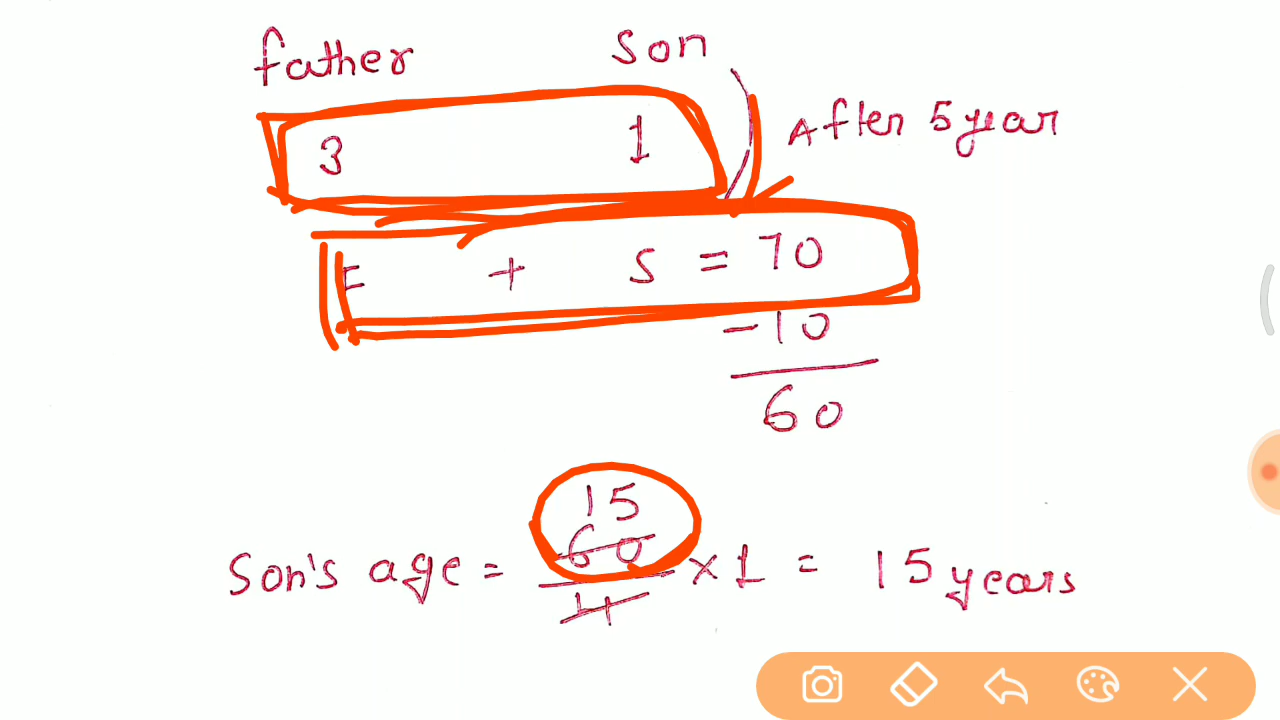 father Son
3 1 After 5 year
F + S = 70
-10
60
15
Son's age = 60/4 x 1 = 15 years